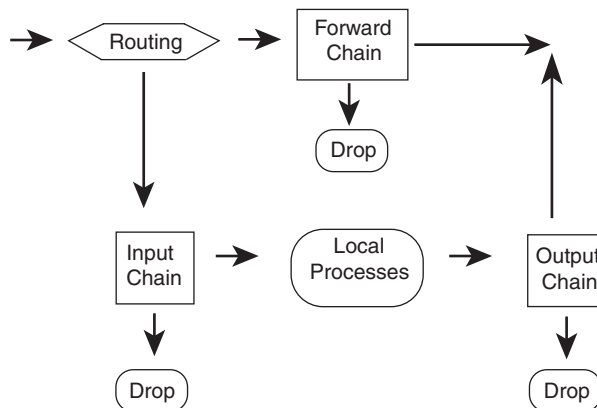 Routing
Forward
Chain
Drop
Input
Chain
Local
Processes
Output
Chain
Drop
Drop